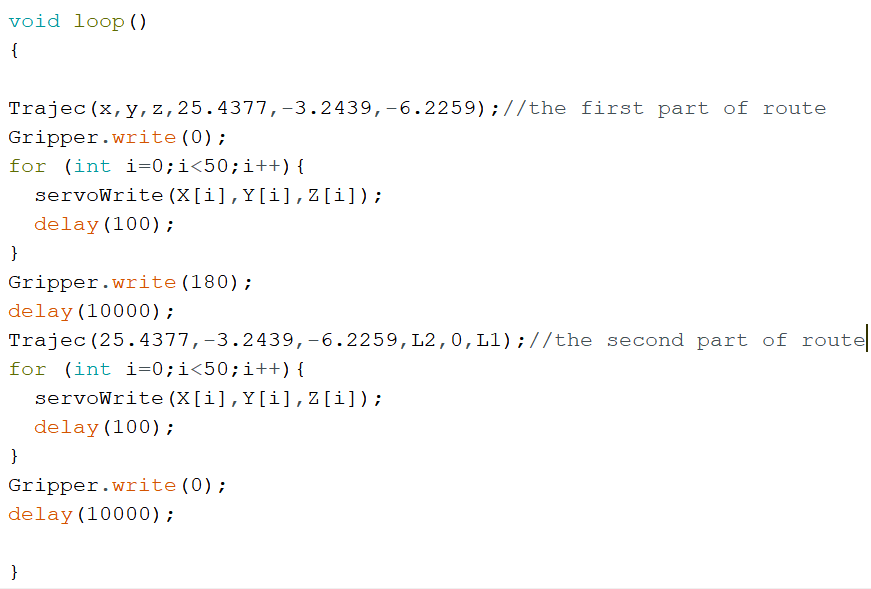 void loop()
{
Trajec(x,y,z,25.4377,-3.2439,-6.2259);//the first part of route
Gripper.write(0);
for (int i=0;i<50;i++){
  servoWrite(X[i],Y[i],Z[i]);
  delay(100);
}
Gripper.write(180);
delay(10000);
Trajec(25.4377,-3.2439,-6.2259,L2,0,L1);//the second part of route
for (int i=0;i<50;i++){
  servoWrite(X[i],Y[i],Z[i]);
  delay(100);
}
Gripper.write(0);
delay(10000);
}